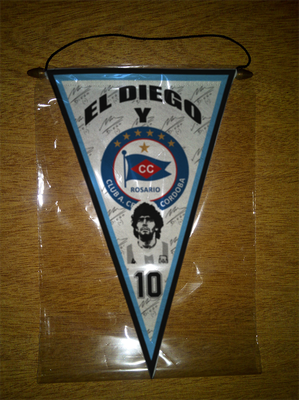 EL DIEGO
Y
CC
ROSARIO
CLUB A. C CORDOBA
10